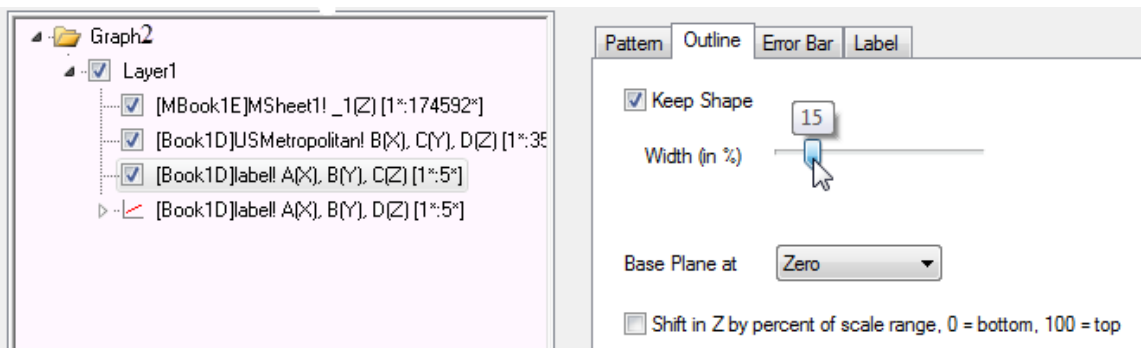 Graph2
Layer1
[MBook1E]MSheet1! _1(Z) [1*:174592*]
[Book1D]USMetropolitan! B(X), C(Y), D(Z) [1*:35
[Book1D]label! A(X), B(Y), C(Z) [1*:5*]
[Book1D]label! A(X), B(Y), D(Z) [1*:5*]
Pattern Outline Error Bar Label
Keep Shape
15
Width (in %)
Base Plane at Zero
Shift in Z by percent of scale range, 0 = bottom, 100 = top